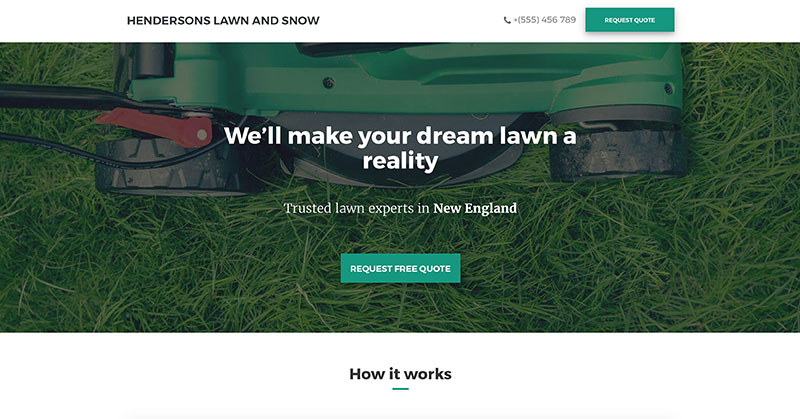 HENDERSONS LAWN AND SNOW
+(555) 456 789
REQUEST QUOTE
We’ll make your dream lawn a
reality
Trusted lawn experts in New England
REQUEST FREE QUOTE
How it works